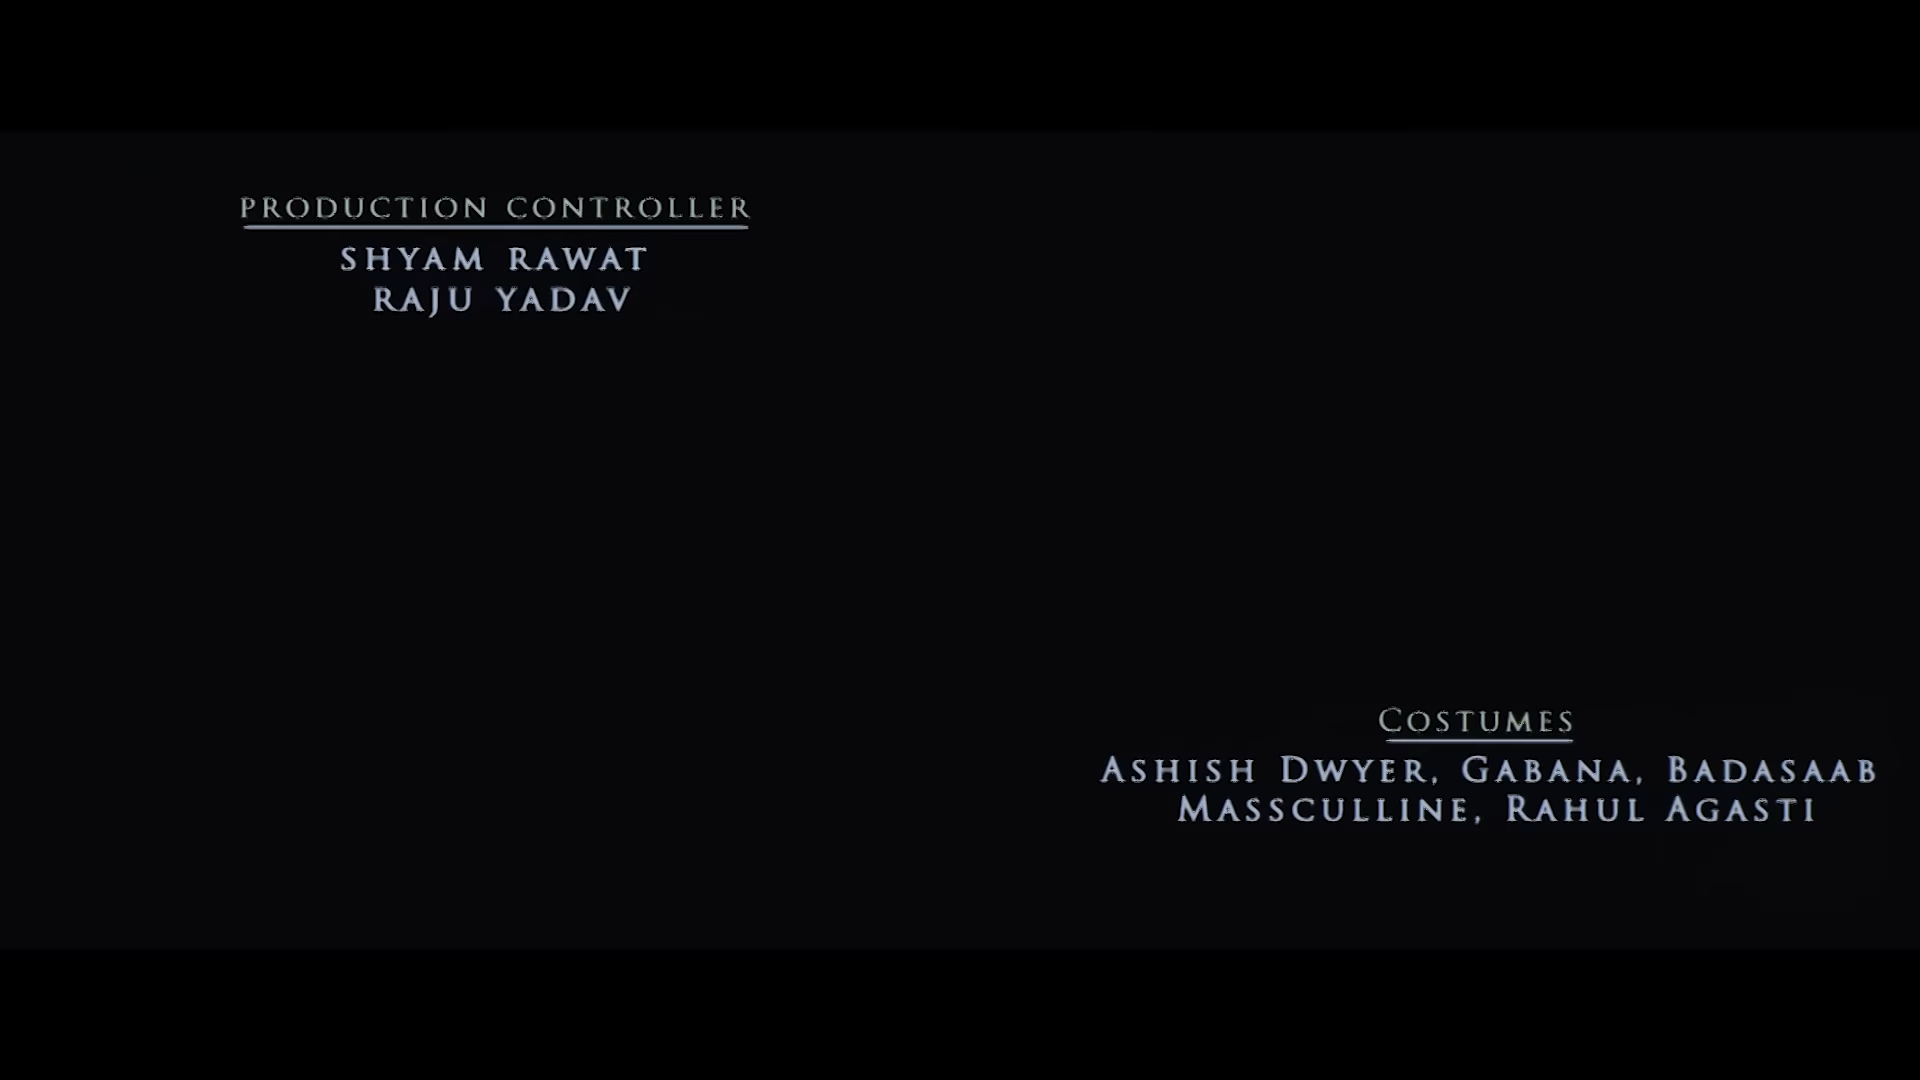 PRODUCTION CONTROLLER
SHYAM RAWAT
RAJU YADAV
COSTUMES
ASHISH DWYER, GABANA, BADASAAB
MASSCULLINE, RAHUL AGASTI